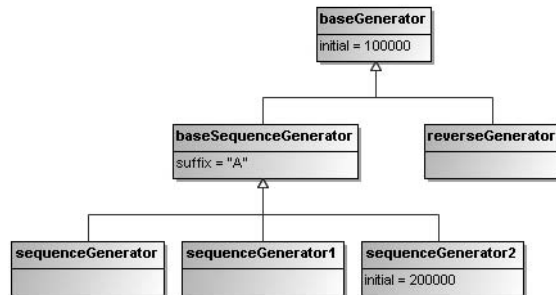 baseGenerator
initial = 100000
baseSequenceGenerator
suffix = "A"
reverseGenerator
sequenceGenerator
sequenceGenerator1
sequenceGenerator2
initial = 200000